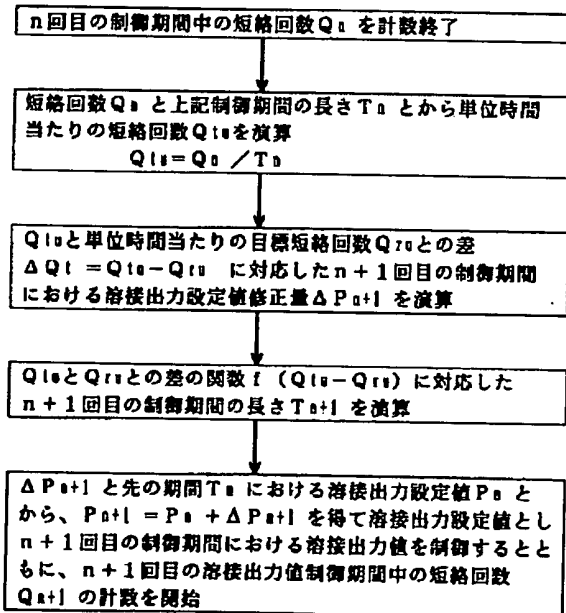 n回目の制御期間中の短絡回数Qn を計数終了
短絡回数Qn と上記制御期間の長さTn とから単位時間
当たりの短絡回数Qtuを演算
Qtu=Qn /Tn
Qtuと単位時間当たりの目標短絡回数Qruとの差
ΔQt =Qtu-Qru に対応したn+1回目の制御期間
における溶接出力設定値修正量ΔPn+1 を演算
QtuとQruとの差の関数f (Qtu-Qru) に対応した
n+1回目の制御期間の長さTn+1 を演算
ΔPn+1 と先の期間Tn における溶接出力設定値Pn と
から、Pn+1 =Pn +ΔPn+1 を得て溶接出力設定値とし
n+1回目の制御期間における溶接出力値を制御するとと
もに、n+1回目の溶接出力値制御期間中の短絡回数
Qn+1 の計数を開始